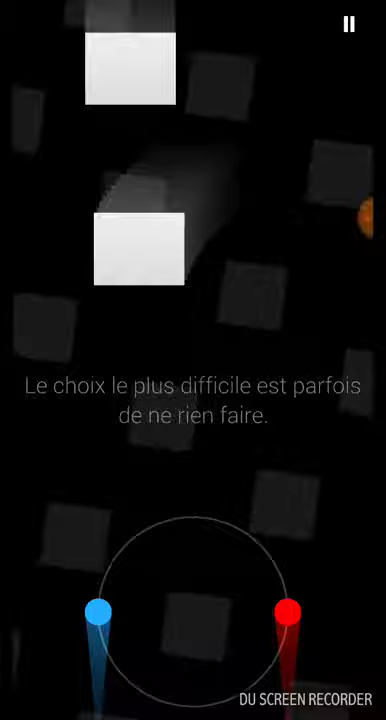 Le choix le plus difficile est parfois
de ne rien faire.
DU SCREEN RECORDER